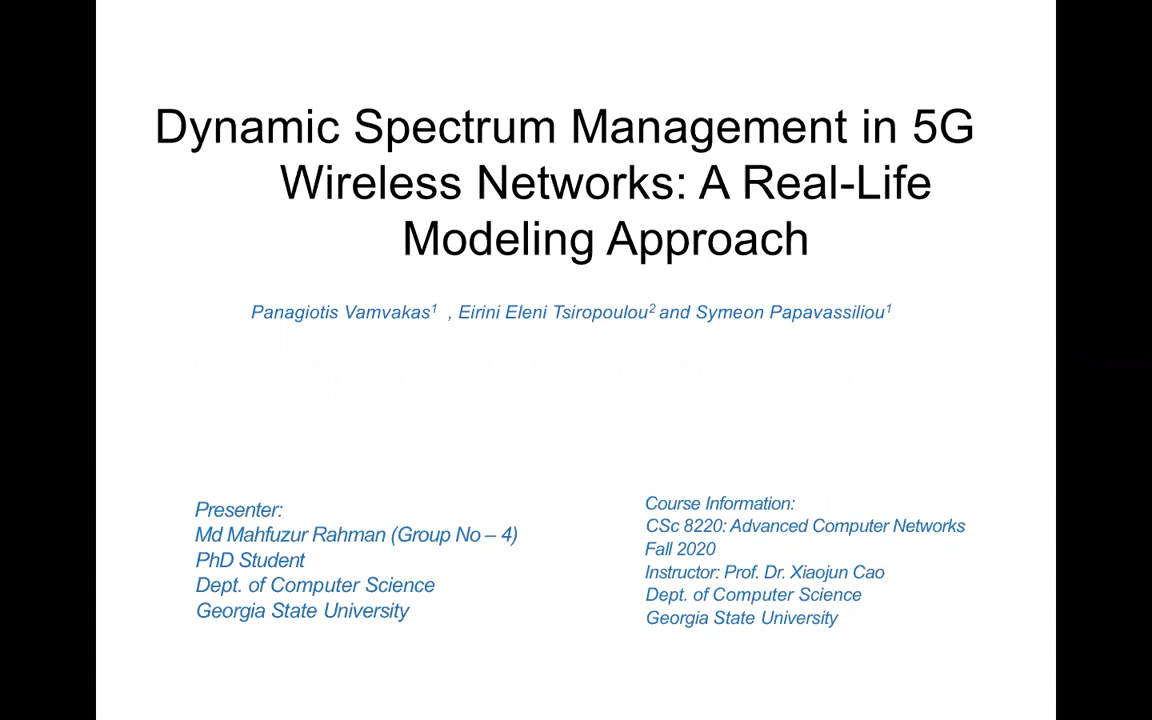 Dynamic Spectrum Management in 5G
Wireless Networks: A Real-Life
Modeling Approach
Panagiotis Vamvakas¹ , Eirini Eleni Tsiropoulou² and Symeon Papavassiliou¹
Presenter:
Md Mahfuzur Rahman (Group No – 4)
PhD Student
Dept. of Computer Science
Georgia State University
Course Information:
CSc 8220: Advanced Computer Networks
Fall 2020
Instructor: Prof. Dr. Xiaojun Cao
Dept. of Computer Science
Georgia State University